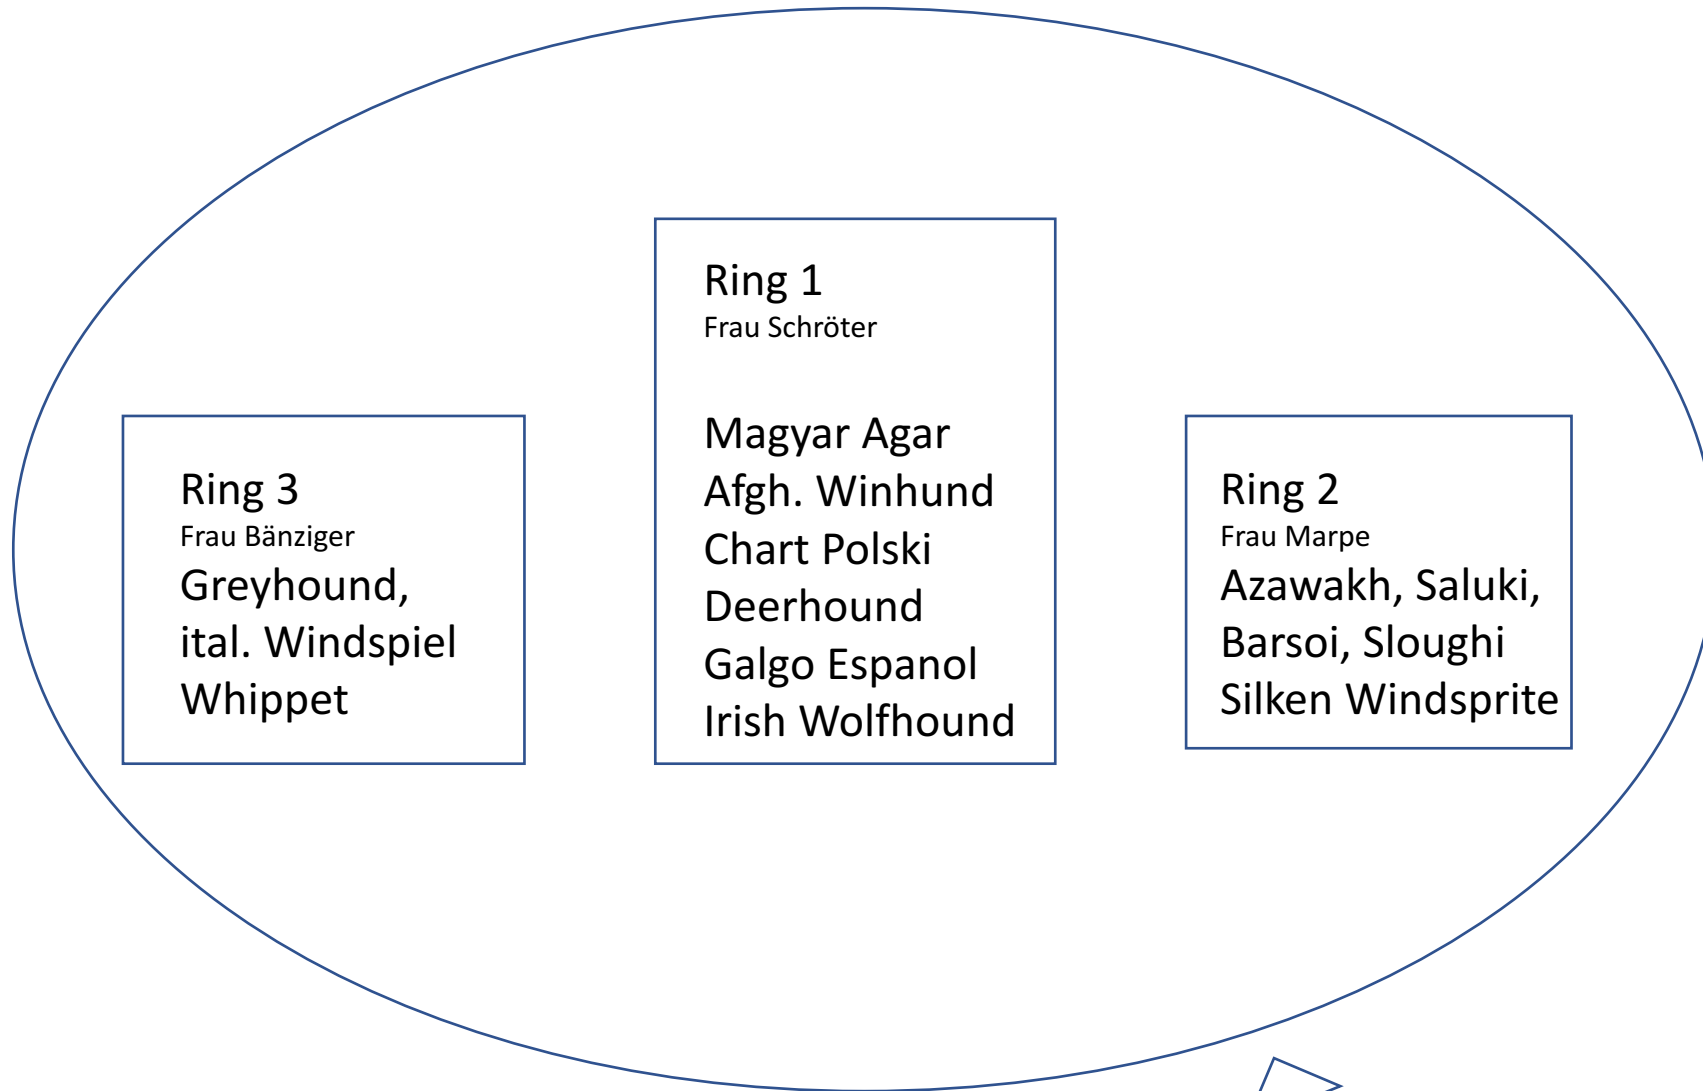 Ring 1
Frau Schröter
Magyar Agar
Afgh. Winhund
Chart Polski
Deerhound
Galgo Espanol
Irish Wolfhound
Ring 3
Frau Bänziger
Greyhound,
ital. Windspiel
Whippet
Ring 2
Frau Marpe
Azawakh, Saluki,
Barsoi, Sloughi
Silken Windsprite